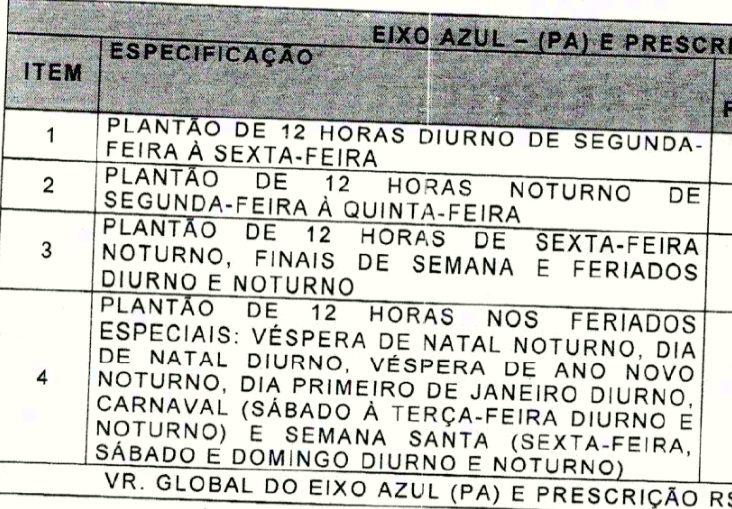 EIXO AZUL – (PA) E PRESCRI
ITEM
ESPECIFICAÇÃO
1
PLANTÃO DE 12 HORAS DIURNO DE SEGUNDA-
FEIRA À SEXTA-FEIRA
2
PLANTÃO DE 12 HORAS NOTURNO DE
SEGUNDA-FEIRA À QUINTA-FEIRA
3
PLANTÃO DE 12 HORAS DE SEXTA-FEIRA
NOTURNO, FINAIS DE SEMANA E FERIADOS
DIURNO E NOTURNO
4
PLANTÃO DE 12 HORAS NOS FERIADOS
ESPECIAIS: VÉSPERA DE NATAL NOTURNO, DIA
DE NATAL DIURNO, VÉSPERA DE ANO NOVO
NOTURNO, DIA PRIMEIRO DE JANEIRO DIURNO,
CARNAVAL (SÁBADO À TERÇA-FEIRA DIURNO E
NOTURNO) E SEMANA SANTA (SEXTA-FEIRA,
SÁBADO E DOMINGO DIURNO E NOTURNO)
VR. GLOBAL DO EIXO AZUL (PA) E PRESCRIÇÃO R$